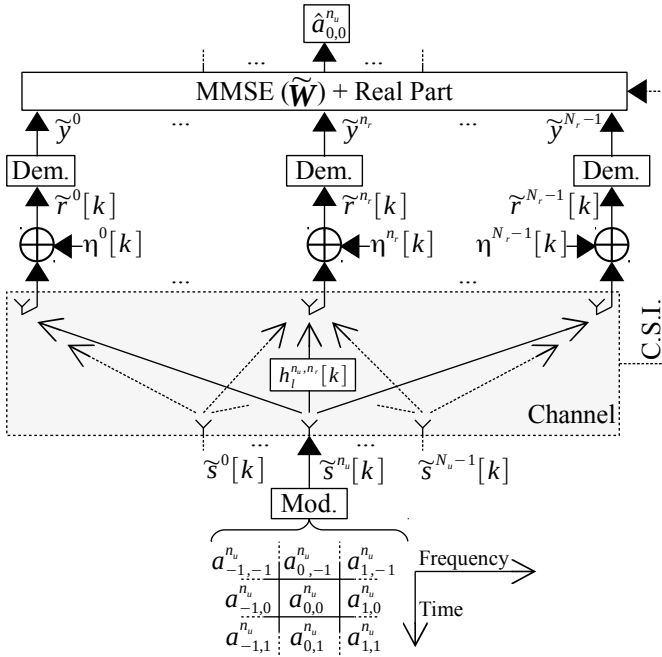 â^{n_u}_{0,0}
... ...
MMSE (W̃) + Real Part
ỹ^0 ... ỹ^{n_r} ... ỹ^{N_r−1}
Dem. Dem. Dem.
r̃^0[k] r̃^{n_r}[k] r̃^{N_r−1}[k]
η^0[k] η^{n_r}[k] η^{N_r−1}[k]
... ...
C.S.I.
h_l^{n_u,n_r}[k]
Channel
... ...
s̃^0[k] s̃^{n_u}[k] s̃^{N_u−1}[k]
Mod.
a^{n_u}_{−1,−1} a^{n_u}_{0,−1} a^{n_u}_{1,−1} Frequency
a^{n_u}_{−1,0} a^{n_u}_{0,0} a^{n_u}_{1,0} Time
a^{n_u}_{−1,1} a^{n_u}_{0,1} a^{n_u}_{1,1}